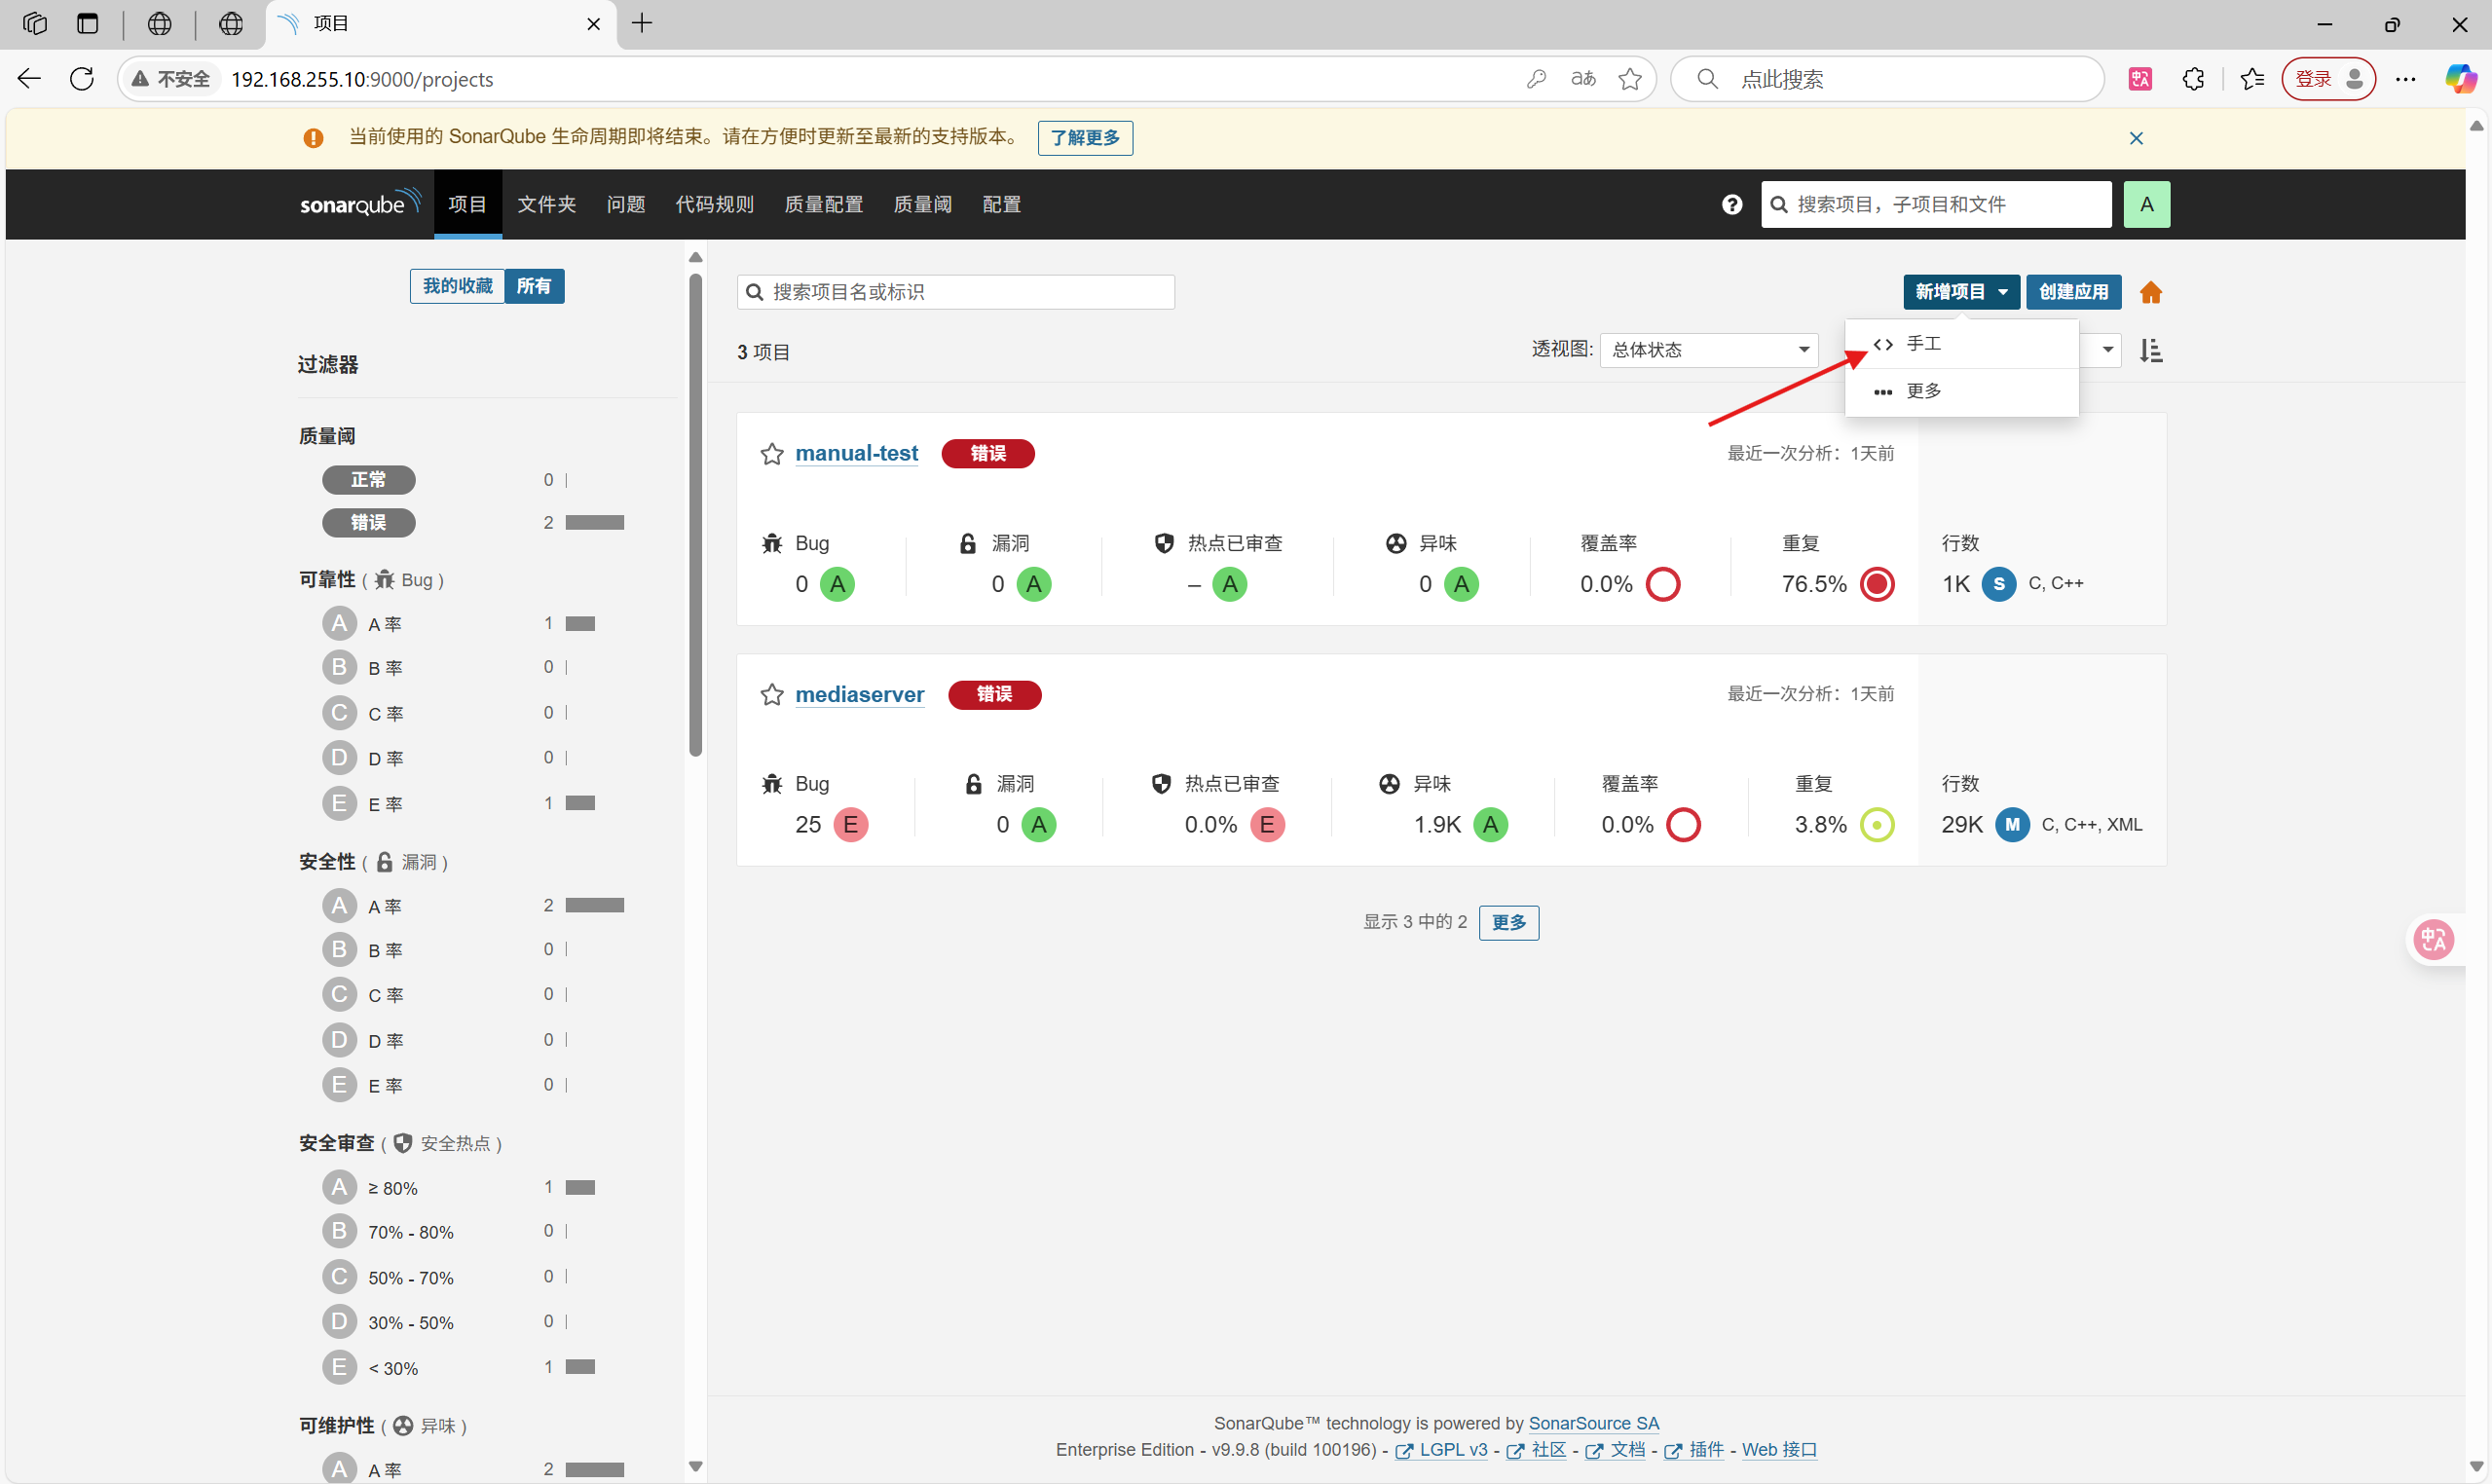 项目
不安全 192.168.255.10:9000/projects
aあ
点此搜索
登录
当前使用的 SonarQube 生命周期即将结束。请在方便时更新至最新的支持版本。 了解更多
sonarqube 项目 文件夹 问题 代码规则 质量配置 质量阈 配置
搜索项目，子项目和文件 A
我的收藏 所有
过滤器
质量阈
正常 0
错误 2
可靠性 ( Bug )
A A 率 1
B B 率 0
C C 率 0
D D 率 0
E E 率 1
安全性 ( 漏洞 )
A A 率 2
B B 率 0
C C 率 0
D D 率 0
E E 率 0
安全审查 ( 安全热点 )
A ≥ 80% 1
B 70% - 80% 0
C 50% - 70% 0
D 30% - 50% 0
E < 30% 1
可维护性 ( 异味 )
A A 率 2
搜索项目名或标识
新增项目 创建应用
3 项目
透视图: 总体状态
手工
更多
manual-test 错误 最近一次分析：1天前
Bug 漏洞 热点已审查 异味 覆盖率 重复 行数
0 A 0 A – A 0 A 0.0% 76.5% 1K S C, C++
mediaserver 错误 最近一次分析：1天前
Bug 漏洞 热点已审查 异味 覆盖率 重复 行数
25 E 0 A 0.0% E 1.9K A 0.0% 3.8% 29K M C, C++, XML
显示 3 中的 2 更多
中 A
SonarQube™ technology is powered by SonarSource SA
Enterprise Edition - v9.9.8 (build 100196) - LGPL v3 - 社区 - 文档 - 插件 - Web 接口